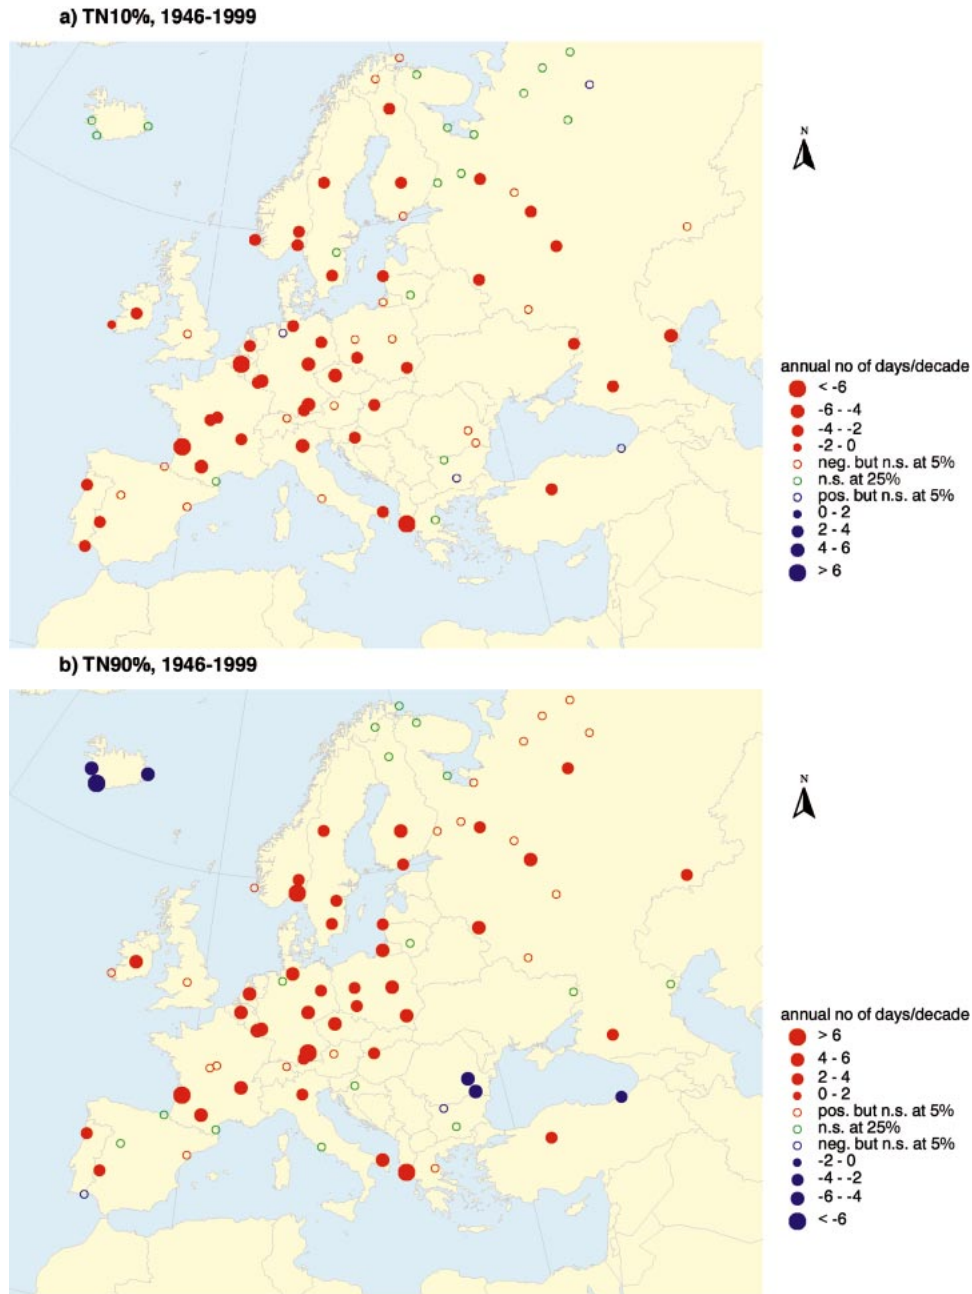 a) TN10%, 1946-1999
N
annual no of days/decade
< -6
-6 - -4
-4 - -2
-2 - 0
neg. but n.s. at 5%
n.s. at 25%
pos. but n.s. at 5%
0 - 2
2 - 4
4 - 6
> 6
b) TN90%, 1946-1999
N
annual no of days/decade
> 6
4 - 6
2 - 4
0 - 2
pos. but n.s. at 5%
n.s. at 25%
neg. but n.s. at 5%
-2 - 0
-4 - -2
-6 - -4
< -6